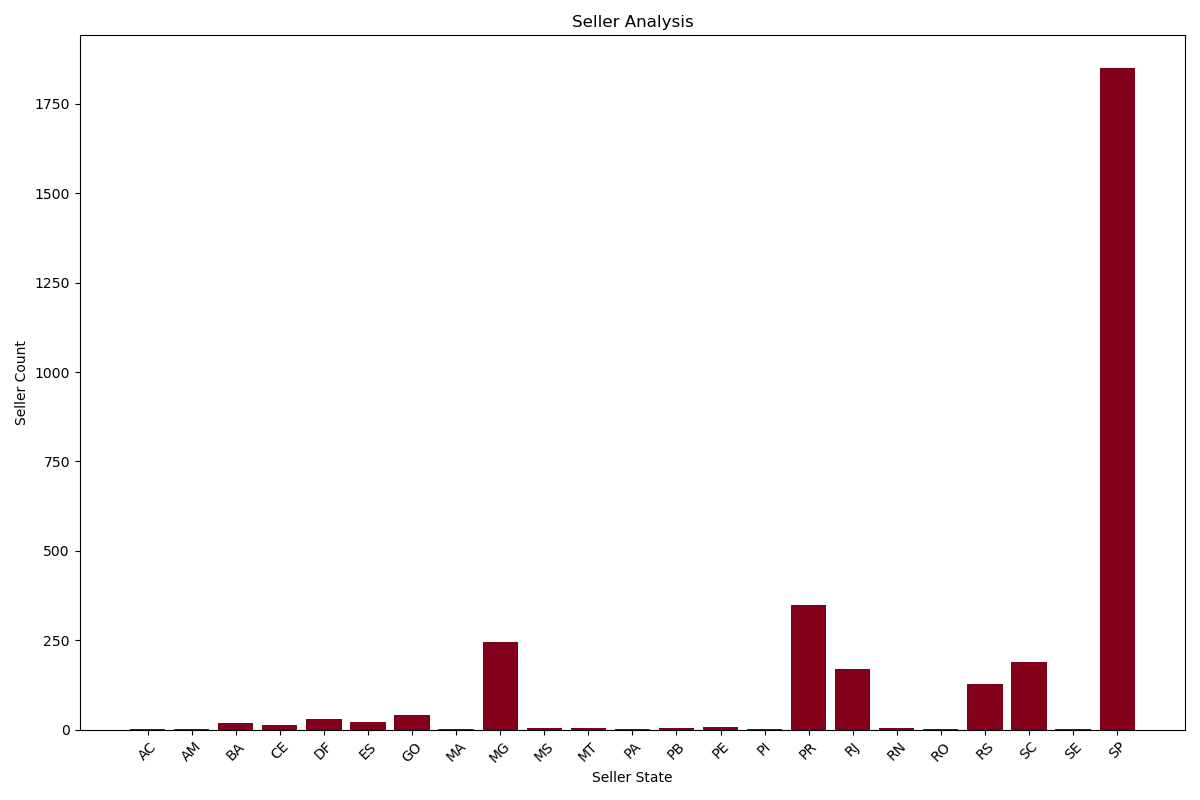 Seller Analysis
1750
1500
1250
1000
750
500
250
0
Seller Count
AC AM BA CE DF ES GO MA MG MS MT PA PB PE PI PR RJ RN RO RS SC SE SP
Seller State